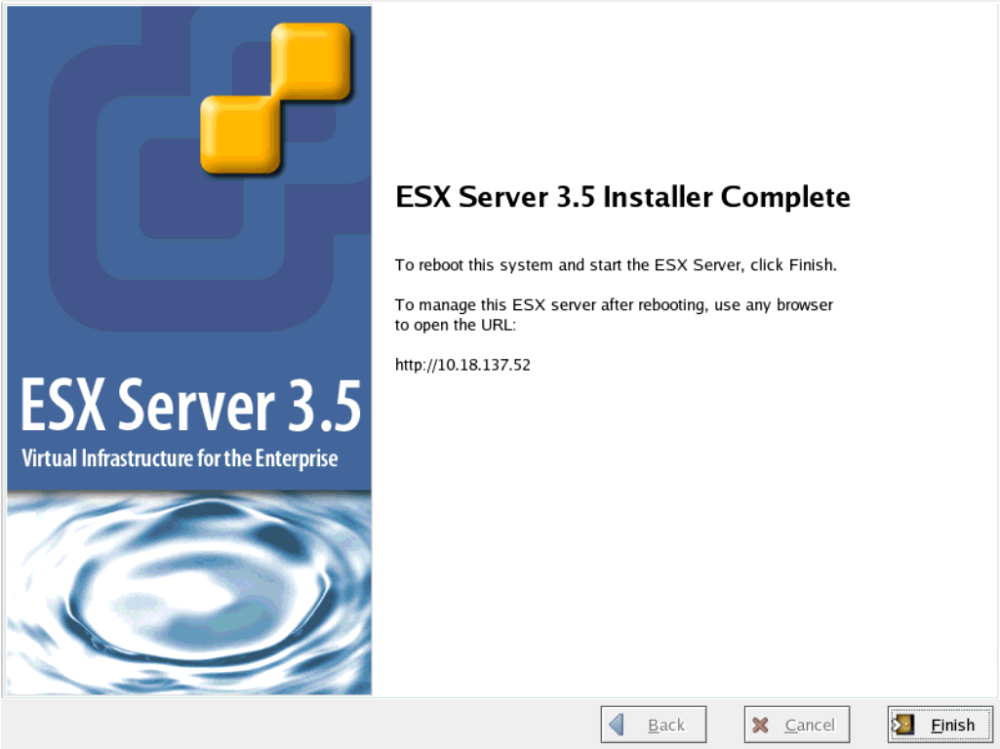 ESX Server 3.5
Virtual Infrastructure for the Enterprise
ESX Server 3.5 Installer Complete
To reboot this system and start the ESX Server, click Finish.
To manage this ESX server after rebooting, use any browser
to open the URL:
http://10.18.137.52
Back
Cancel
Finish